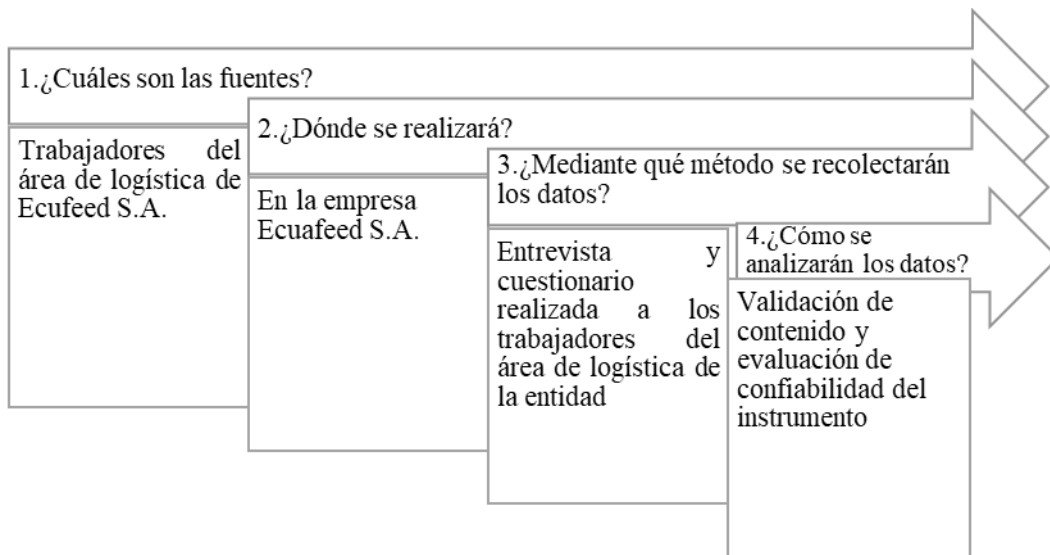 1.¿Cuáles son las fuentes?
Trabajadores del
área de logística de
Ecufeed S.A.
2.¿Dónde se realizará?
En la empresa
Ecuafeed S.A.
3.¿Mediante qué método se recolectarán
los datos?
Entrevista y
cuestionario
realizada a los
trabajadores del
área de logística de
la entidad
4.¿Cómo se
analizarán los datos?
Validación de
contenido y
evaluación de
confiabilidad del
instrumento